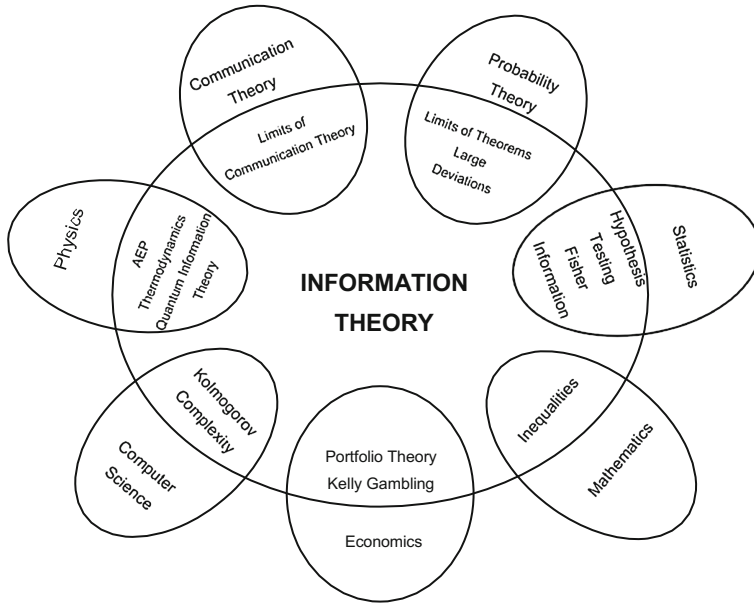 Communication
Theory
Limits of
Communication Theory
Probability
Theory
Limits of Theorems
Large
Deviations
Physics
AEP
Thermodynamics
Quantum Information
Theory
INFORMATION
THEORY
Hypothesis
Testing
Fisher
Information
Statistics
Kolmogorov
Complexity
Computer
Science
Portfolio Theory
Kelly Gambling
Economics
Inequalities
Mathematics